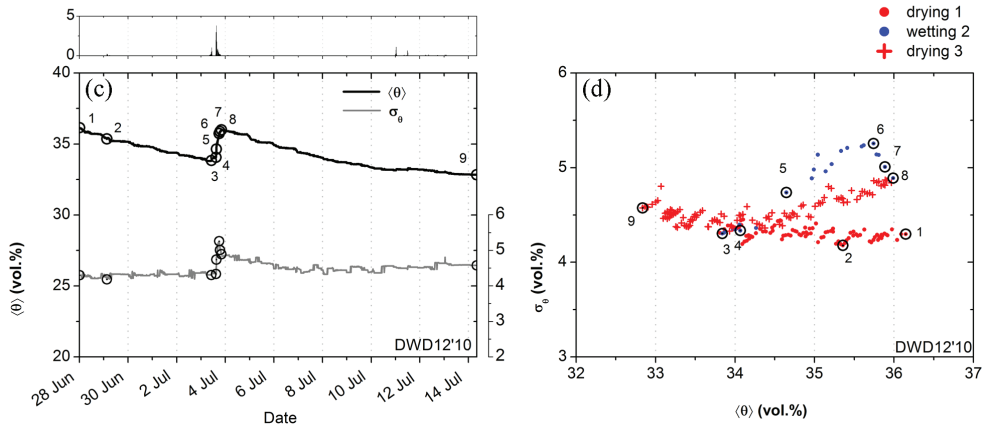 5
0
40
35
30
25
20
(c)
⟨θ⟩
σθ
1
2
3
4
5
6
7
8
9
6
5
4
3
2
⟨θ⟩ (vol.%)
DWD12'10
28 Jun
30 Jun
2 Jul
4 Jul
6 Jul
8 Jul
10 Jul
12 Jul
14 Jul
Date
drying 1
wetting 2
drying 3
(d)
6
5
4
3
σθ
1
2
3
4
5
6
7
8
9
DWD12'10
32
33
34
35
36
37
⟨θ⟩ (vol.%)